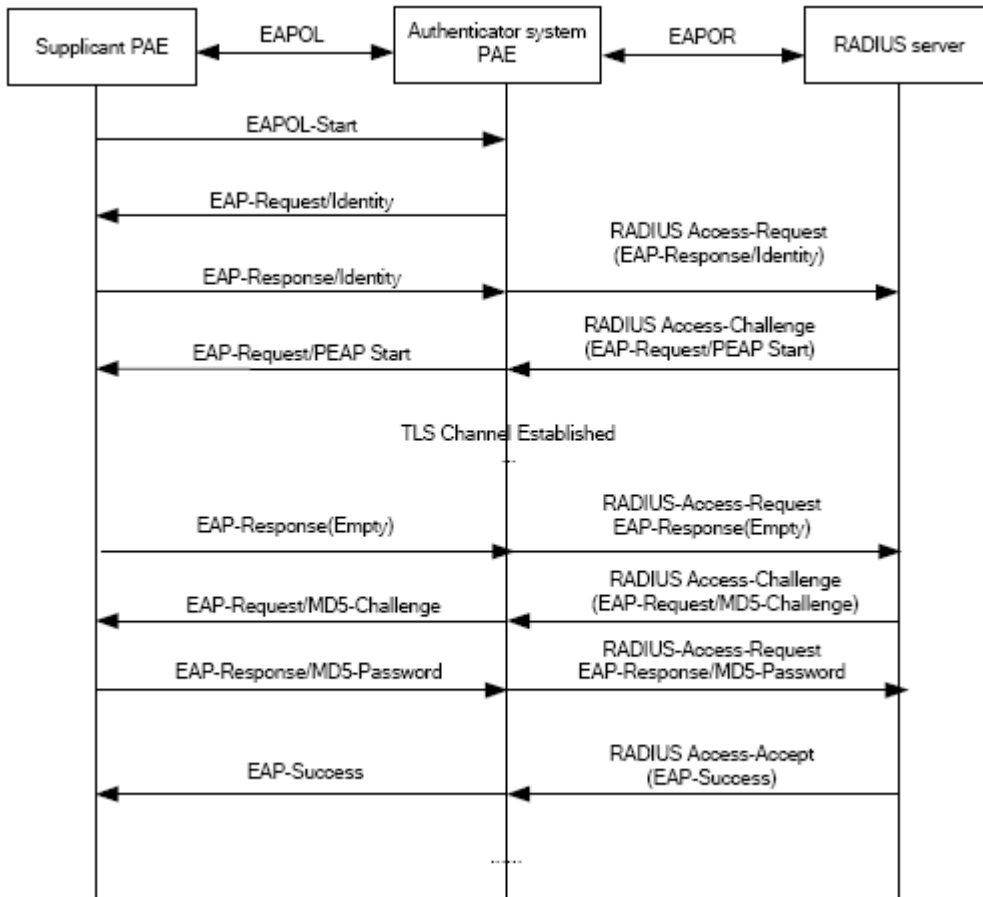 Supplicant PAE
EAPOL
Authenticator system
PAE
EAPOR
RADIUS server
EAPOL-Start
EAP-Request/Identity
RADIUS Access-Request
(EAP-Response/Identity)
EAP-Response/Identity
RADIUS Access-Challenge
(EAP-Request/PEAP Start)
EAP-Request/PEAP Start
TLS Channel Established
RADIUS-Access-Request
EAP-Response(Empty)
EAP-Response(Empty)
RADIUS Access-Challenge
(EAP-Request/MD5-Challenge)
EAP-Request/MD5-Challenge
RADIUS-Access-Request
EAP-Response/MD5-Password
EAP-Response/MD5-Password
RADIUS Access-Accept
(EAP-Success)
EAP-Success